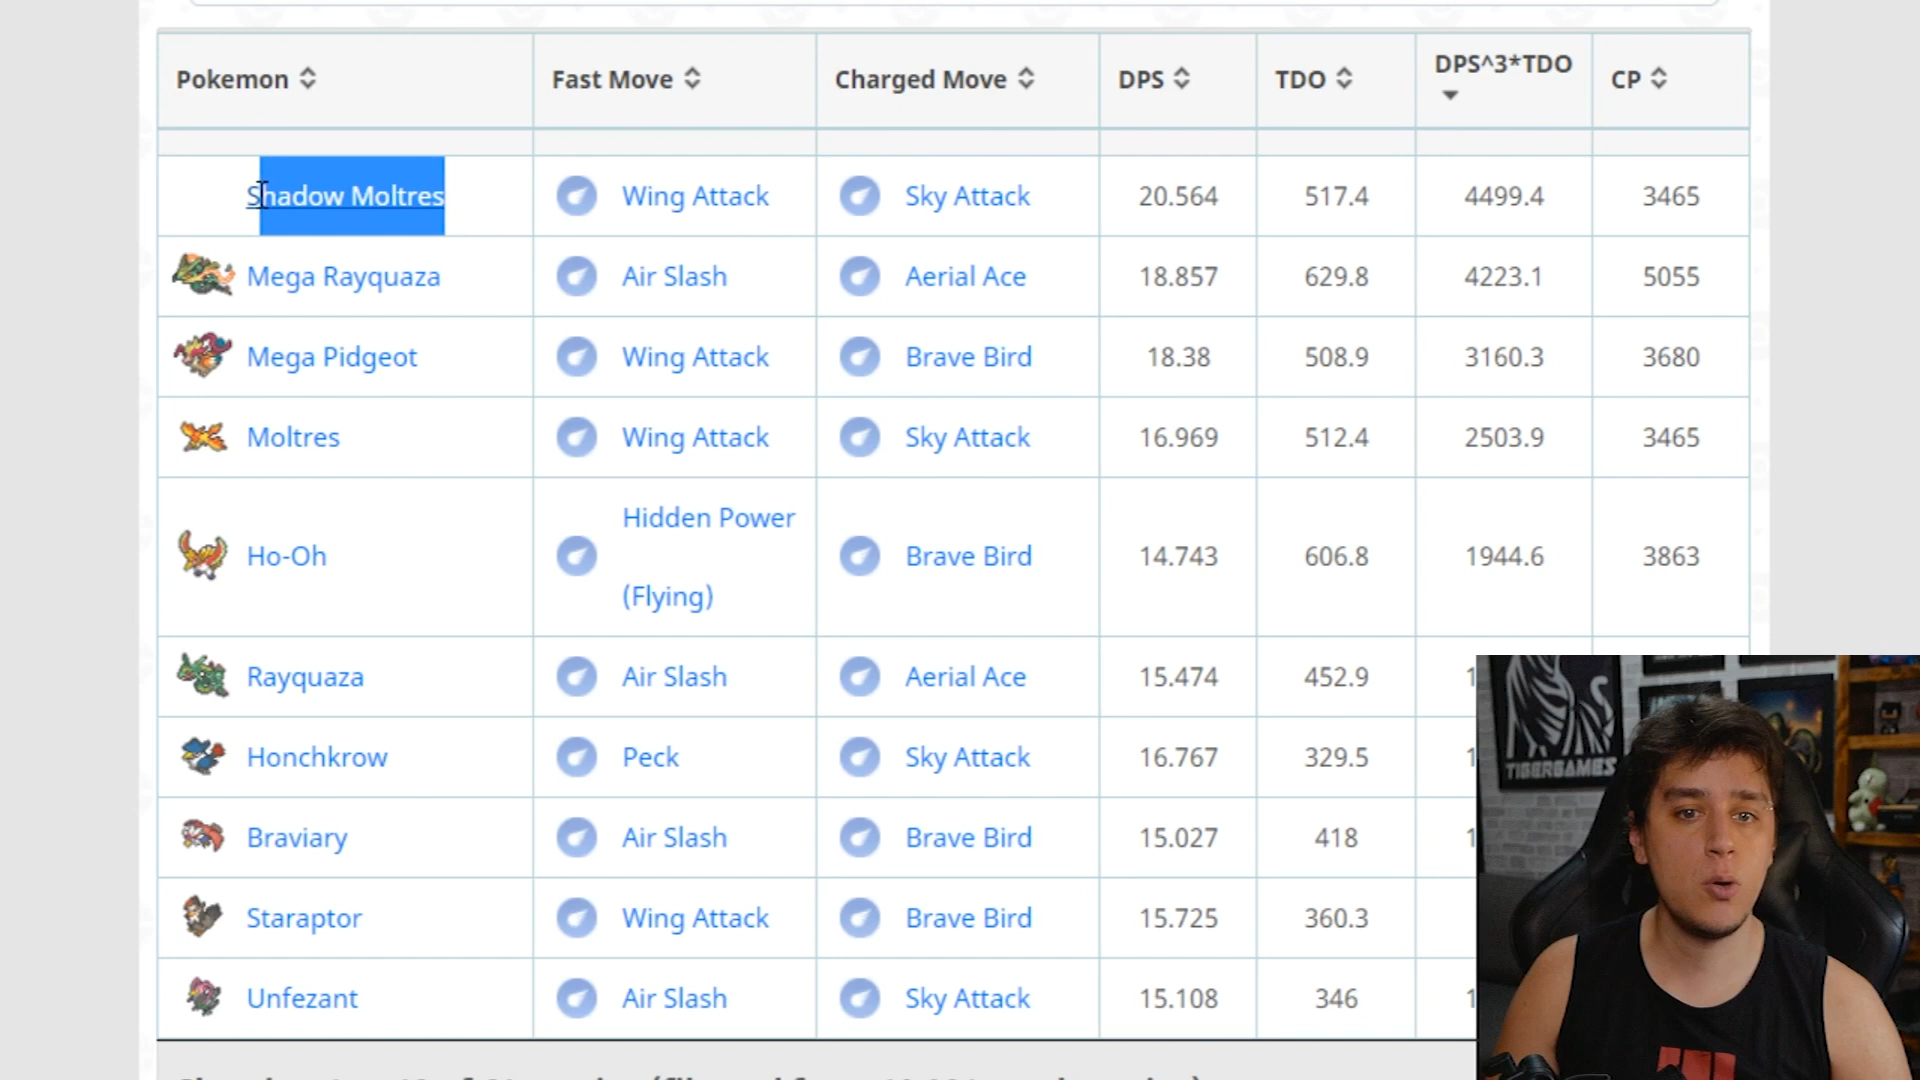 Pokemon Fast Move Charged Move DPS TDO DPS^3*TDO CP
Shadow Moltres Wing Attack Sky Attack 20.564 517.4 4499.4 3465
Mega Rayquaza Air Slash Aerial Ace 18.857 629.8 4223.1 5055
Mega Pidgeot Wing Attack Brave Bird 18.38 508.9 3160.3 3680
Moltres Wing Attack Sky Attack 16.969 512.4 2503.9 3465
Ho-Oh Hidden Power (Flying) Brave Bird 14.743 606.8 1944.6 3863
Rayquaza Air Slash Aerial Ace 15.474 452.9
Honchkrow Peck Sky Attack 16.767 329.5
Braviary Air Slash Brave Bird 15.027 418
Staraptor Wing Attack Brave Bird 15.725 360.3
Unfezant Air Slash Sky Attack 15.108 346
TIGERGAMES